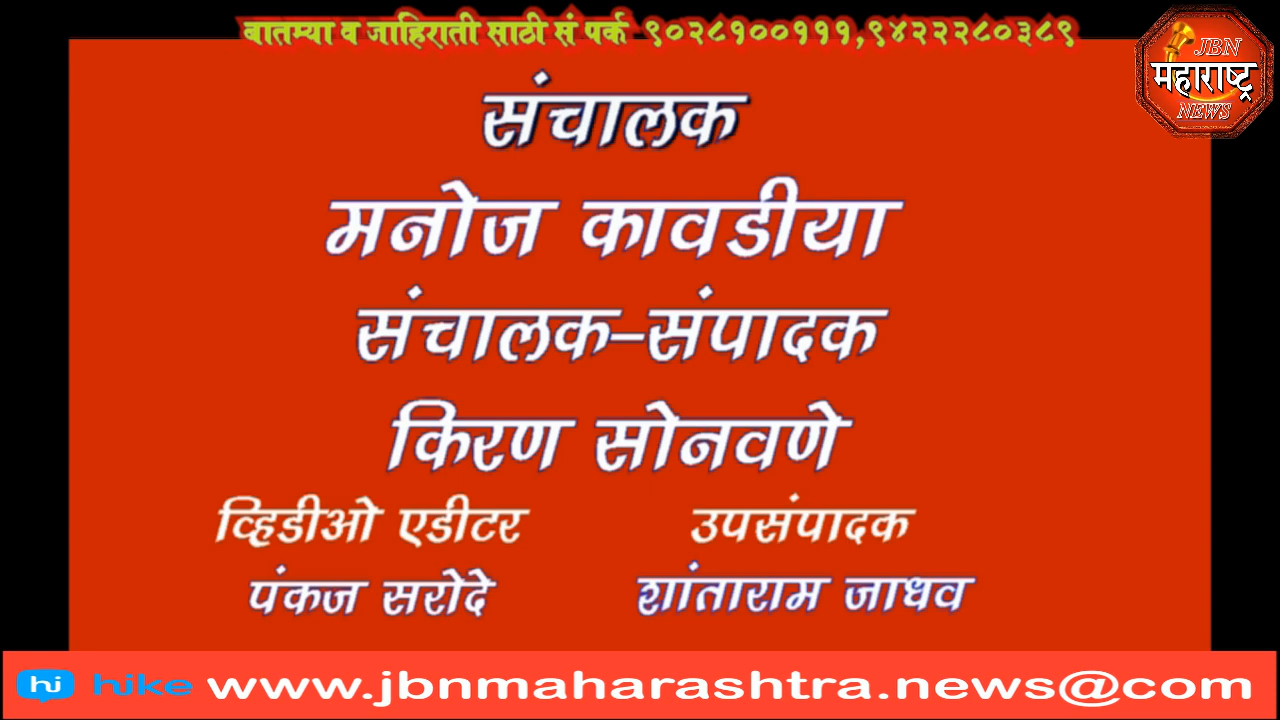 बातम्या व जाहिराती साठी सं पर्क ९०२८१००१११,९४२२२८०३८९
JBN
महाराष्ट्र
NEWS
संचालक
मनोज कावडीया
संचालक-संपादक
किरण सोनवणे
व्हिडीओ एडीटर उपसंपादक
पंकज सरोदे शांताराम जाधव
hi hike www.jbnmaharashtra.news@com